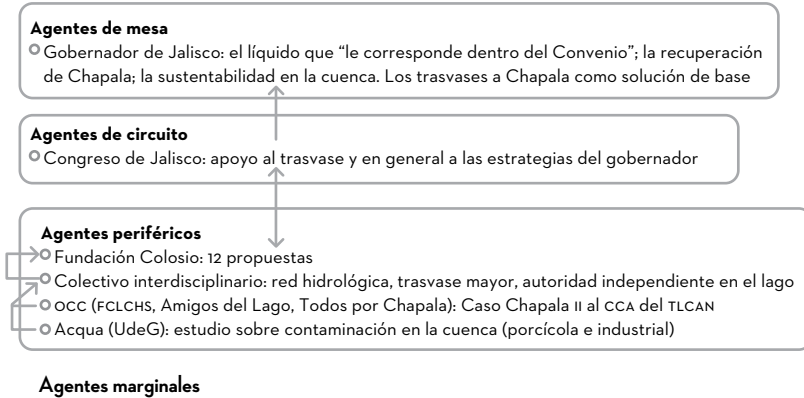 Agentes de mesa
Gobernador de Jalisco: el líquido que “le corresponde dentro del Convenio”; la recuperación
de Chapala; la sustentabilidad en la cuenca. Los trasvases a Chapala como solución de base
Agentes de circuito
Congreso de Jalisco: apoyo al trasvase y en general a las estrategias del gobernador
Agentes periféricos
Fundación Colosio: 12 propuestas
Colectivo interdisciplinario: red hidrológica, trasvase mayor, autoridad independiente en el lago
OCC (FCLCHS, Amigos del Lago, Todos por Chapala): Caso Chapala II al CCA del TLCAN
Acqua (UdeG): estudio sobre contaminación en la cuenca (porcícola e industrial)
Agentes marginales